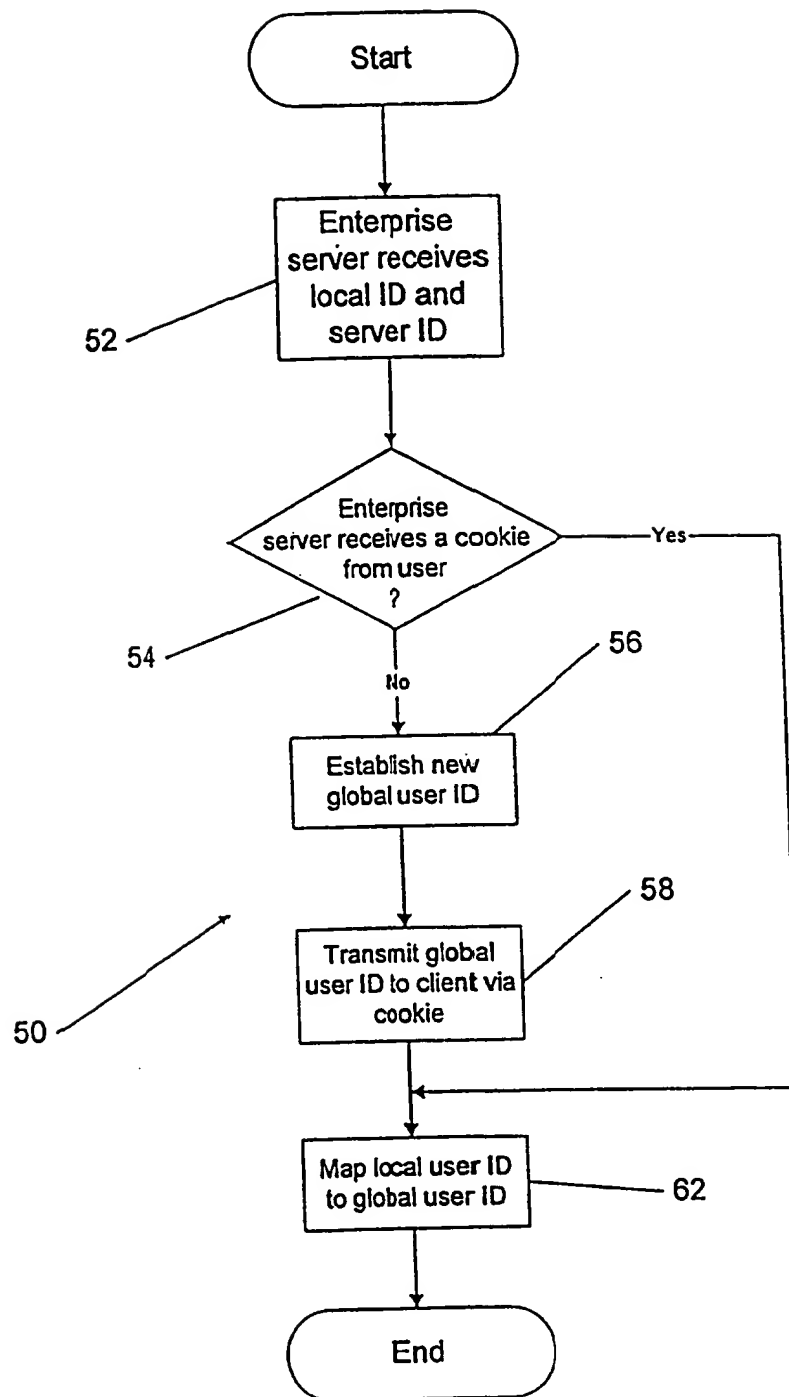 Start
Enterprise
server receives
local ID and
server ID
52
Enterprise
server receives a cookie
from user
?
Yes
54
No
56
Establish new
global user ID
58
Transmit global
user ID to client via
cookie
50
Map local user ID
to global user ID
62
End